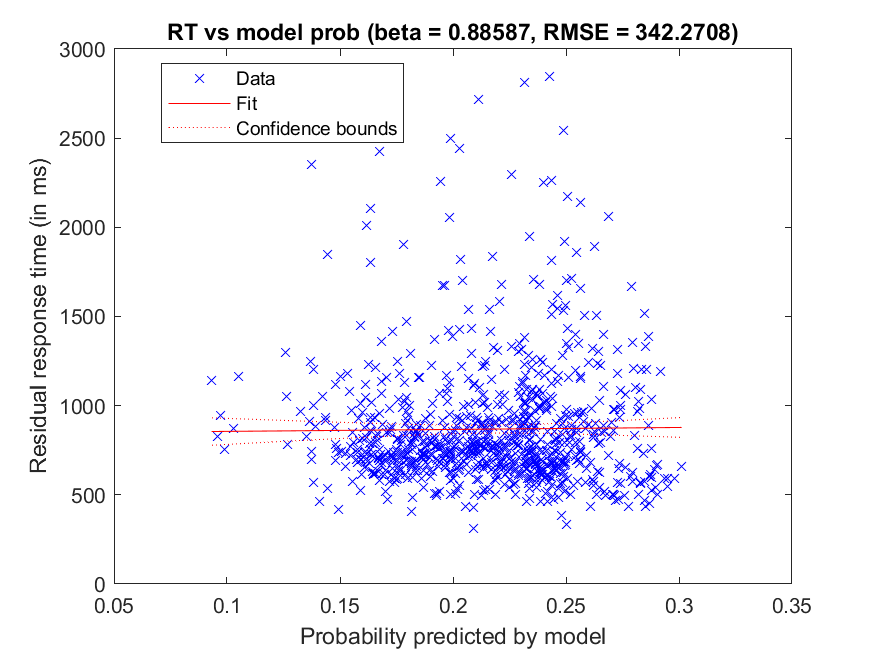 RT vs model prob (beta = 0.88587, RMSE = 342.2708)
3000
2500
2000
1500
1000
500
0
Residual response time (in ms)
Data
Fit
Confidence bounds
0.05
0.1
0.15
0.2
0.25
0.3
0.35
Probability predicted by model